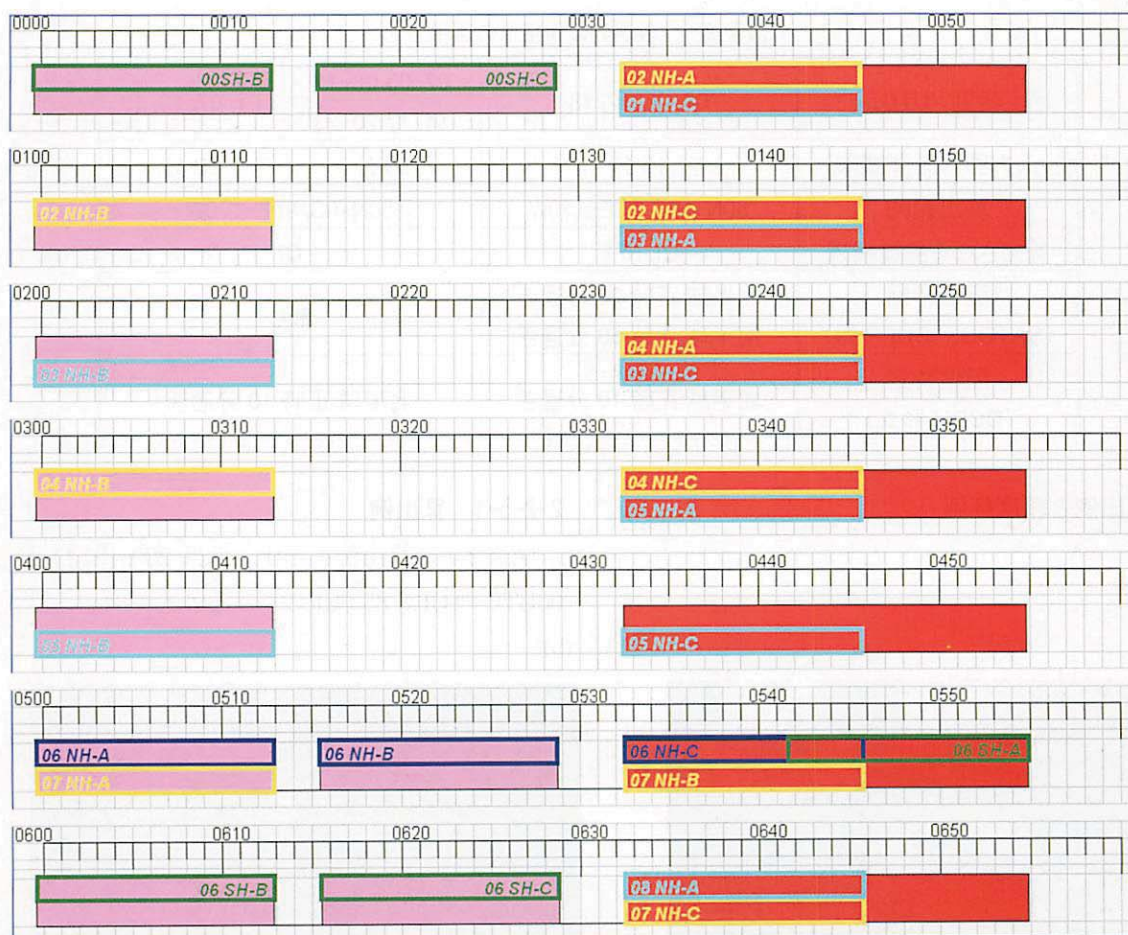 0000 0010 0020 0030 0040 0050
00SH-B 00SH-C 02 NH-A
01 NH-C
0100 0110 0120 0130 0140 0150
02 NH-B 02 NH-C
03 NH-A
0200 0210 0220 0230 0240 0250
04 NH-A
03 NH-B 03 NH-C
0300 0310 0320 0330 0340 0350
04 NH-B 04 NH-C
05 NH-A
0400 0410 0420 0430 0440 0450
NH-B 05 NH-C
0500 0510 0520 0530 0540 0550
06 NH-A 06 NH-B 06 NH-C 06 SH-A
07 NH-A 07 NH-B
0600 0610 0620 0630 0640 0650
06 SH-B 06 SH-C 08 NH-A
07 NH-C